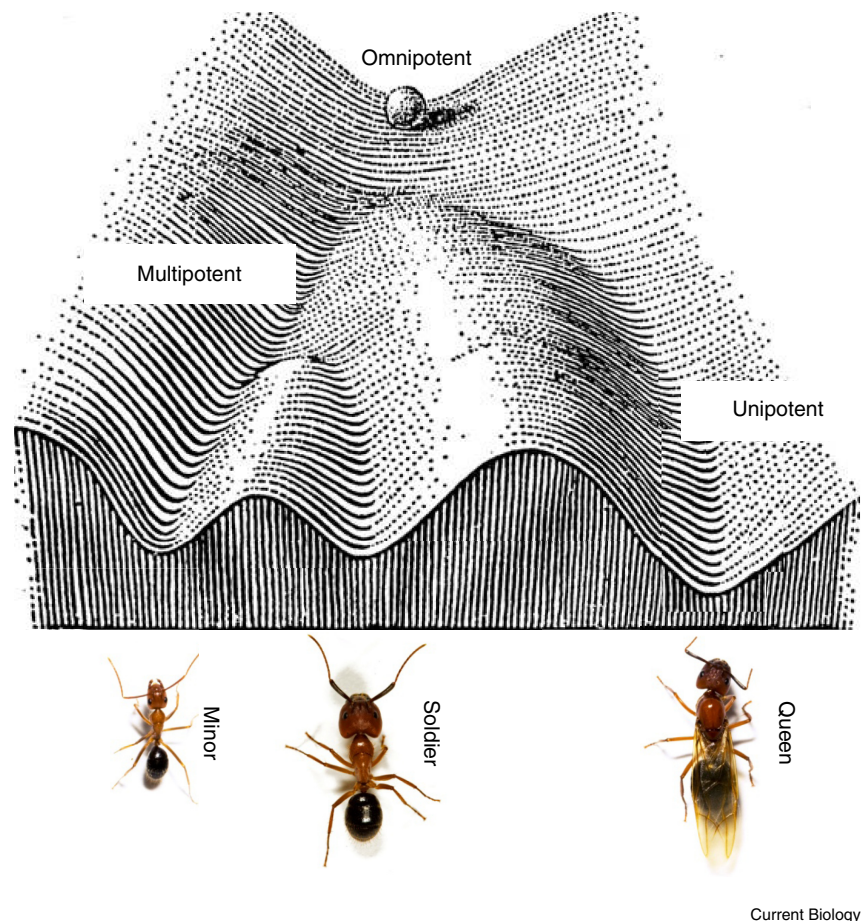 Omnipotent
Multipotent
Unipotent
Minor
Soldier
Queen
Current Biology